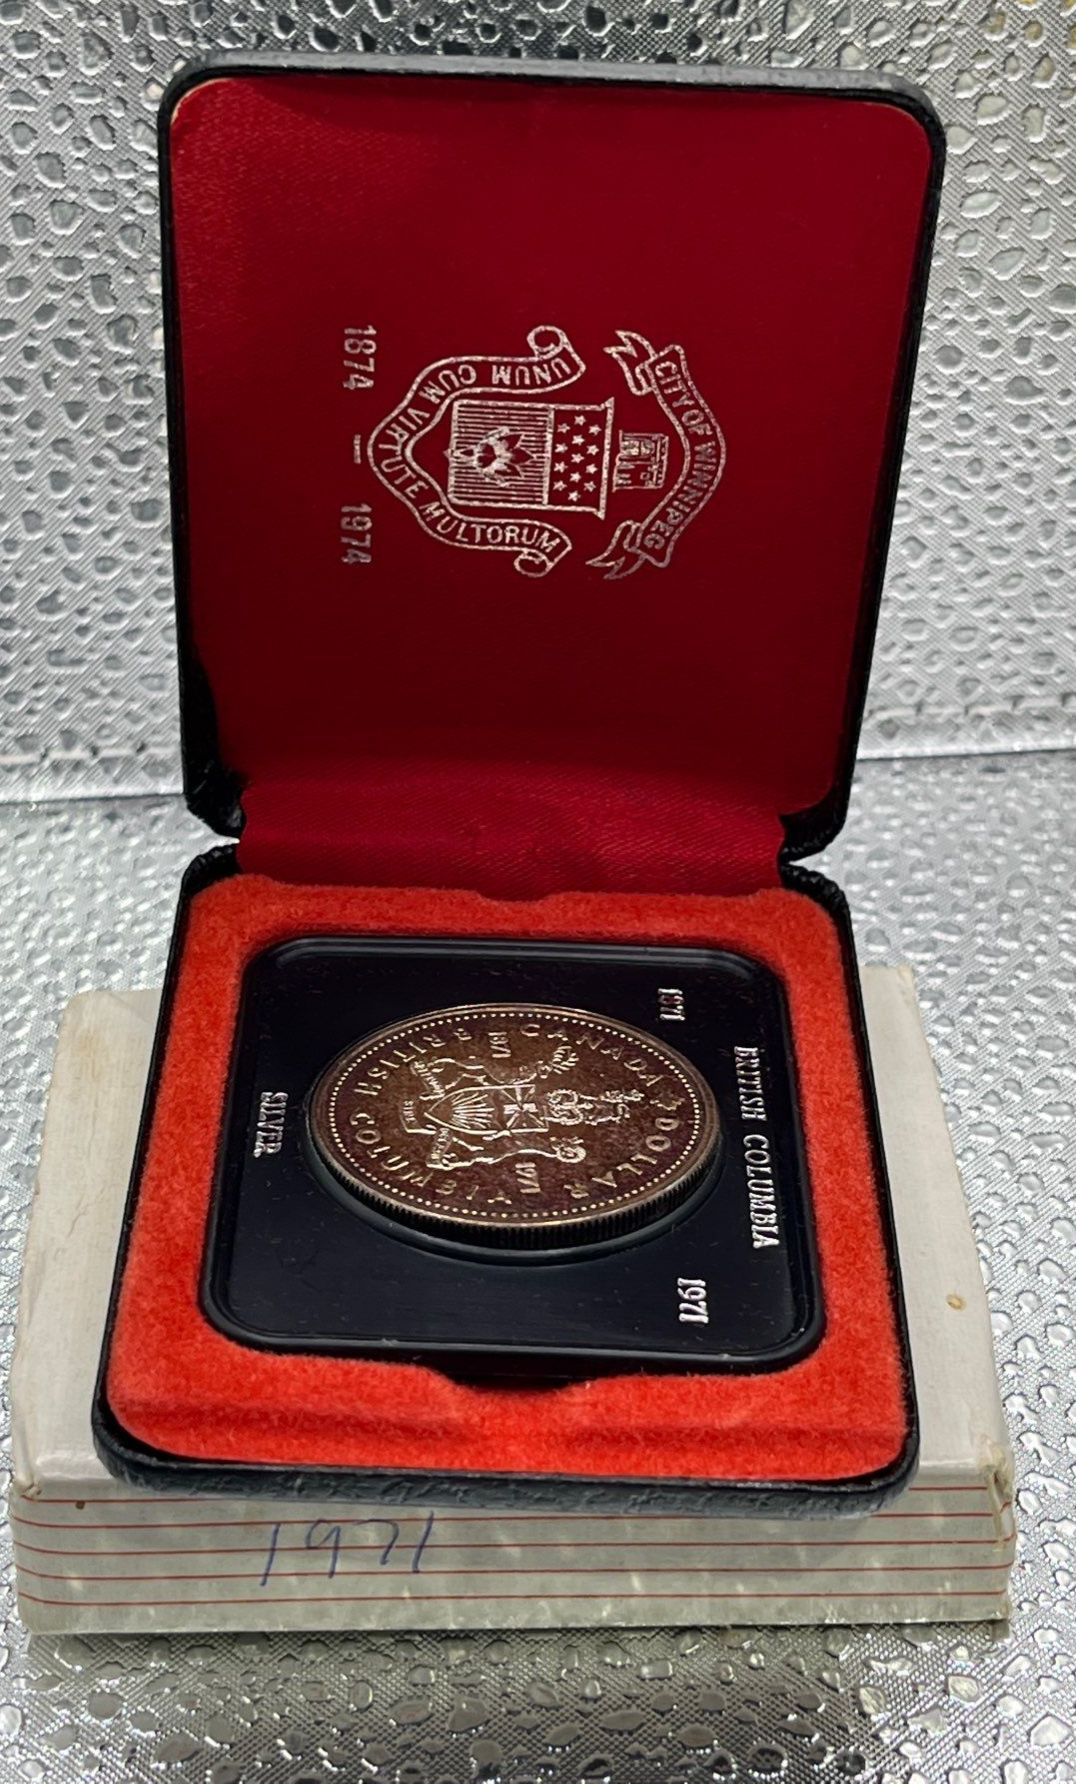 CITY OF WINNIPEG
UNUM CUM VIRTUTE MULTORUM
1874 – 1974
1871 BRITISH COLUMBIA 1971
CANADA DOLLAR
1871 1971
BRITISH COLUMBIA
SILVER
1971